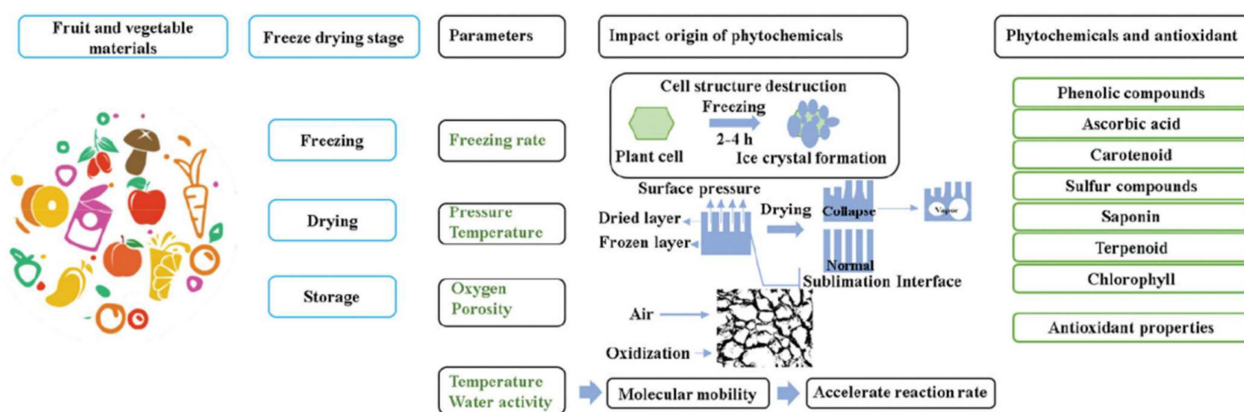 Fruit and vegetable
materials
Freeze drying stage
Parameters
Impact origin of phytochemicals
Phytochemicals and antioxidant
Freezing
Drying
Storage
Freezing rate
Pressure
Temperature
Oxygen
Porosity
Temperature
Water activity
Cell structure destruction
Freezing
2–4 h
Plant cell
Ice crystal formation
Surface pressure
Dried layer
Frozen layer
Drying
Collapse
Vapor
Normal
Sublimation Interface
Air
Oxidization
Molecular mobility
Accelerate reaction rate
Phenolic compounds
Ascorbic acid
Carotenoid
Sulfur compounds
Saponin
Terpenoid
Chlorophyll
Antioxidant properties